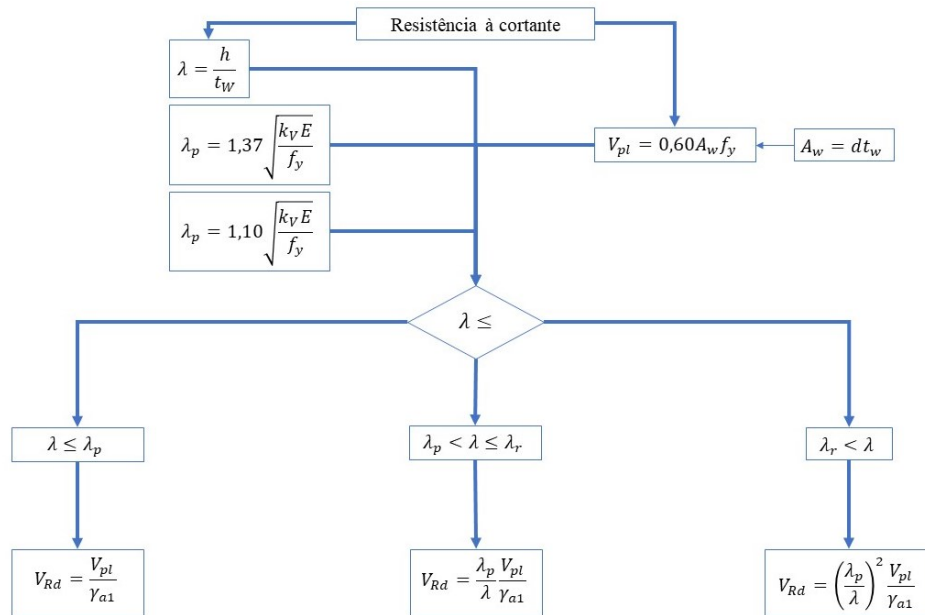 Resistência à cortante
λ = h/t_W
λ_p = 1,37 √(k_V E / f_y)
V_pl = 0,60A_w f_y
A_w = dt_w
λ_p = 1,10 √(k_V E / f_y)
λ ≤
λ ≤ λ_p
λ_p < λ ≤ λ_r
λ_r < λ
V_Rd = V_pl/γ_a1
V_Rd = λ_p/λ V_pl/γ_a1
V_Rd = (λ_p/λ)² V_pl/γ_a1